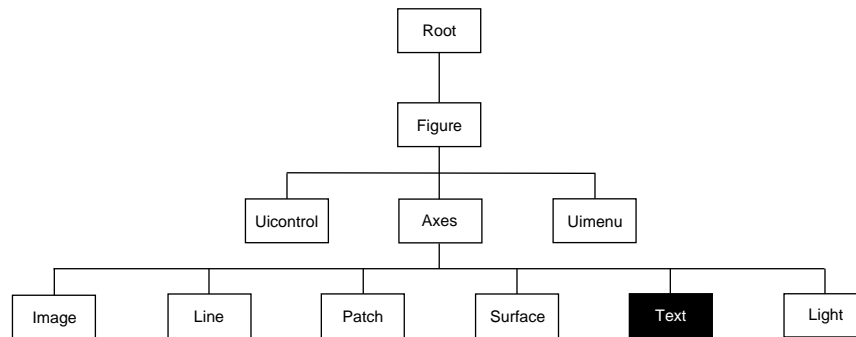 Root
Figure
Uicontrol Axes Uimenu
Image Line Patch Surface Text Light